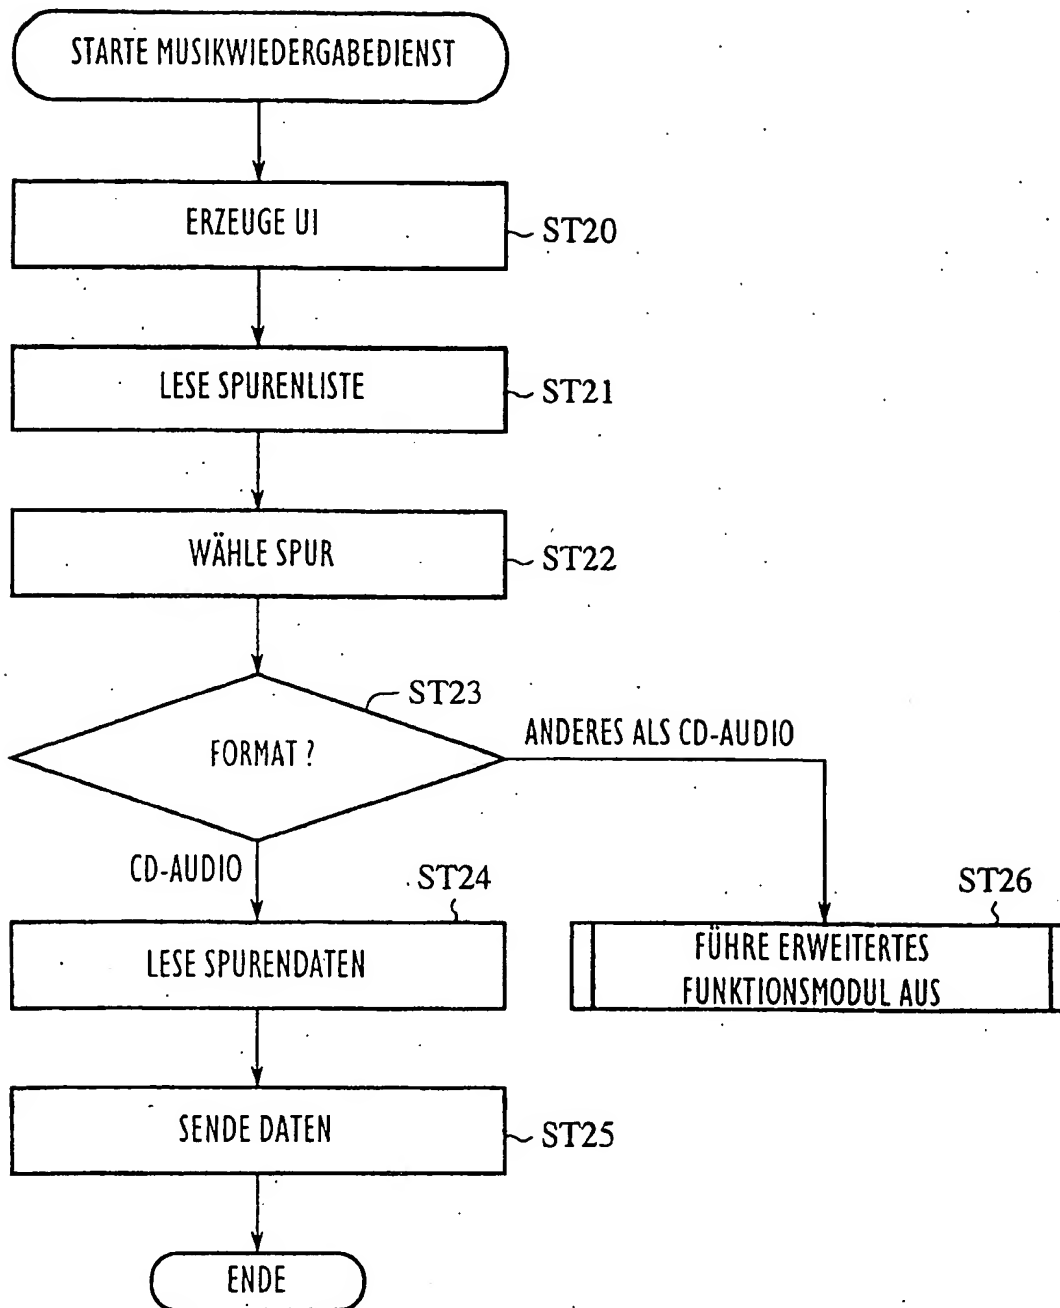 STARTE MUSIKWIEDERGABEDIENST
ERZEUGE UI
ST20
LESE SPURENLISTE
ST21
WÄHLE SPUR
ST22
ST23
FORMAT ?
ANDERES ALS CD-AUDIO
CD-AUDIO
ST24
LESE SPURENDATEN
ST26
FÜHRE ERWEITERTES
FUNKTIONSMODUL AUS
SENDE DATEN
ST25
ENDE